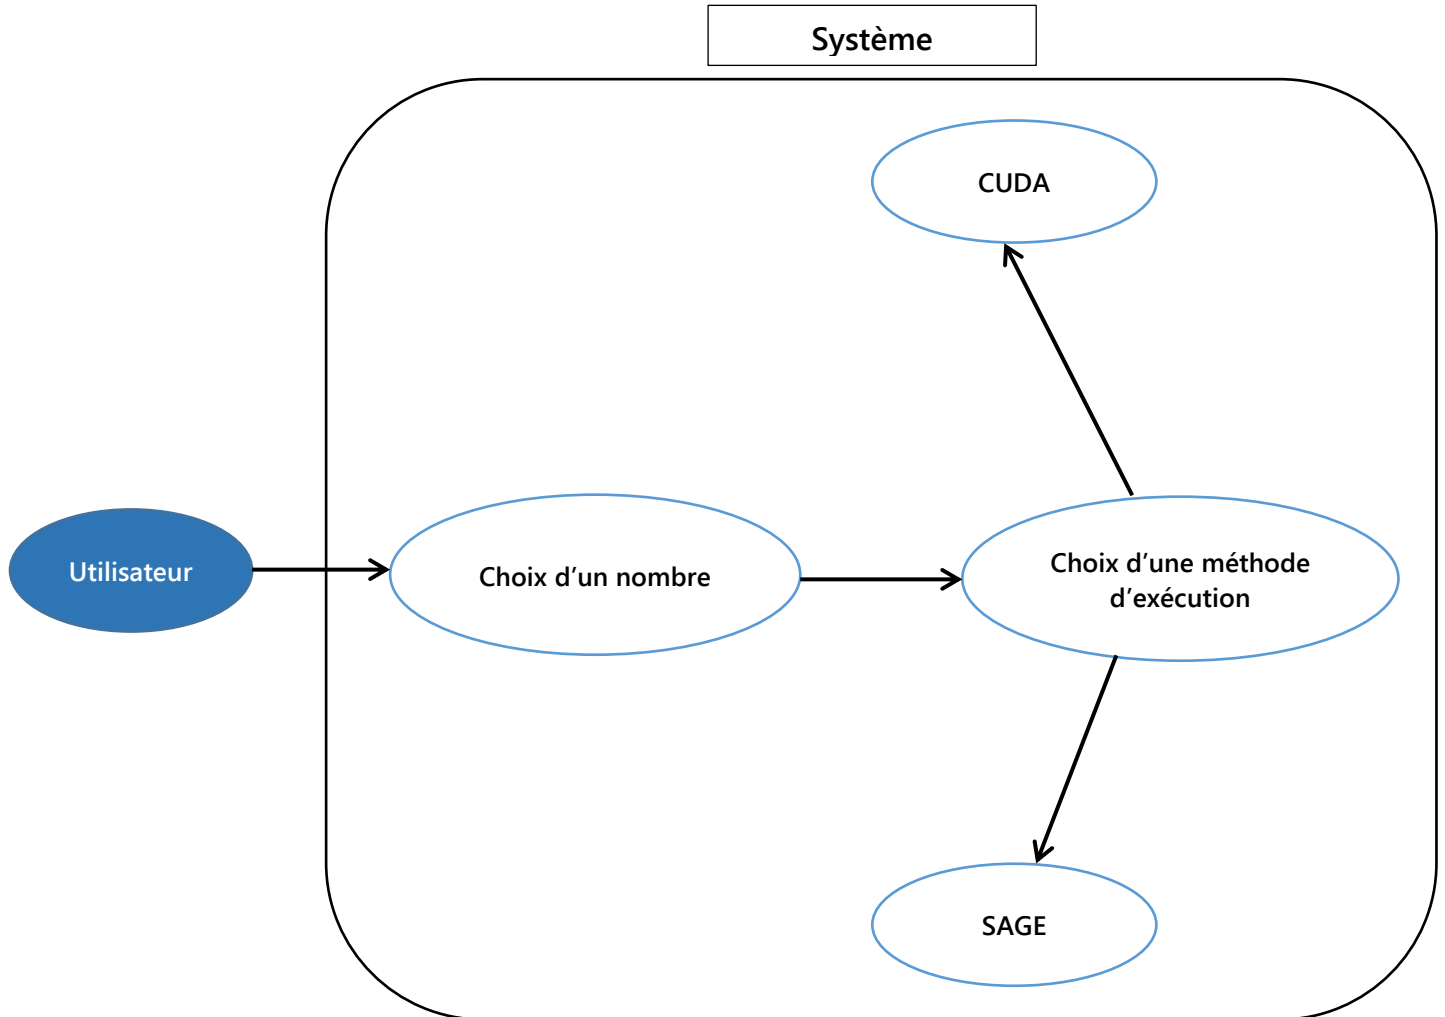 Système
CUDA
Utilisateur
Choix d'un nombre
Choix d'une méthode
d'exécution
SAGE